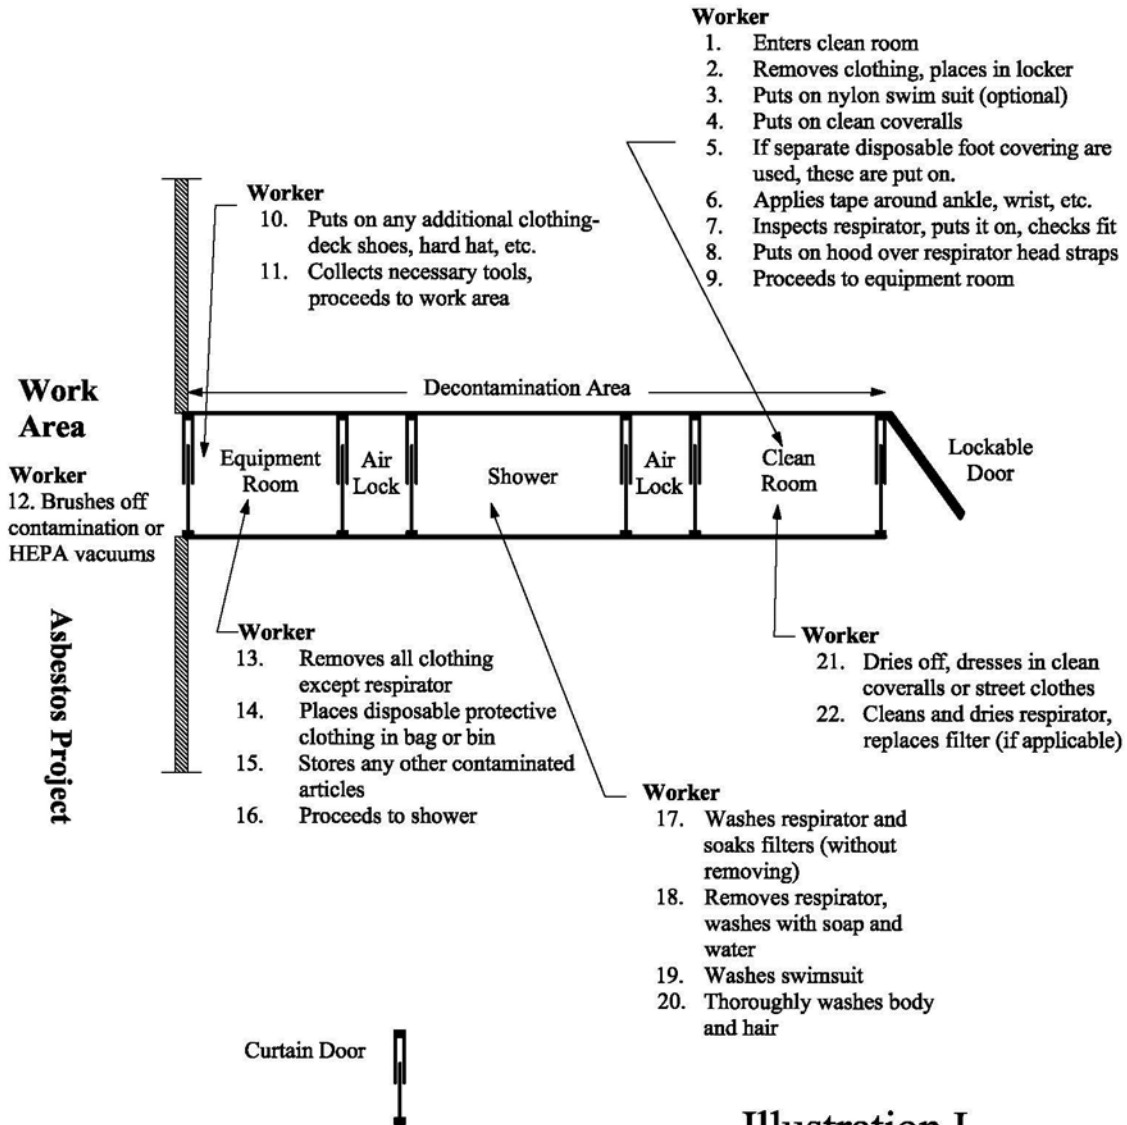 Worker
1. Enters clean room
2. Removes clothing, places in locker
3. Puts on nylon swim suit (optional)
4. Puts on clean coveralls
5. If separate disposable foot covering are
used, these are put on.
6. Applies tape around ankle, wrist, etc.
7. Inspects respirator, puts it on, checks fit
8. Puts on hood over respirator head straps
9. Proceeds to equipment room
Worker
10. Puts on any additional clothing-
deck shoes, hard hat, etc.
11. Collects necessary tools,
proceeds to work area
Decontamination Area
Work
Area
Worker
12. Brushes off
contamination or
HEPA vacuums
Equipment
Room
Air
Lock
Shower
Air
Lock
Clean
Room
Lockable
Door
Asbestos Project
Worker
13. Removes all clothing
except respirator
14. Places disposable protective
clothing in bag or bin
15. Stores any other contaminated
articles
16. Proceeds to shower
Worker
21. Dries off, dresses in clean
coveralls or street clothes
22. Cleans and dries respirator,
replaces filter (if applicable)
Worker
17. Washes respirator and
soaks filters (without
removing)
18. Removes respirator,
washes with soap and
water
19. Washes swimsuit
20. Thoroughly washes body
and hair
Curtain Door
Illustration I